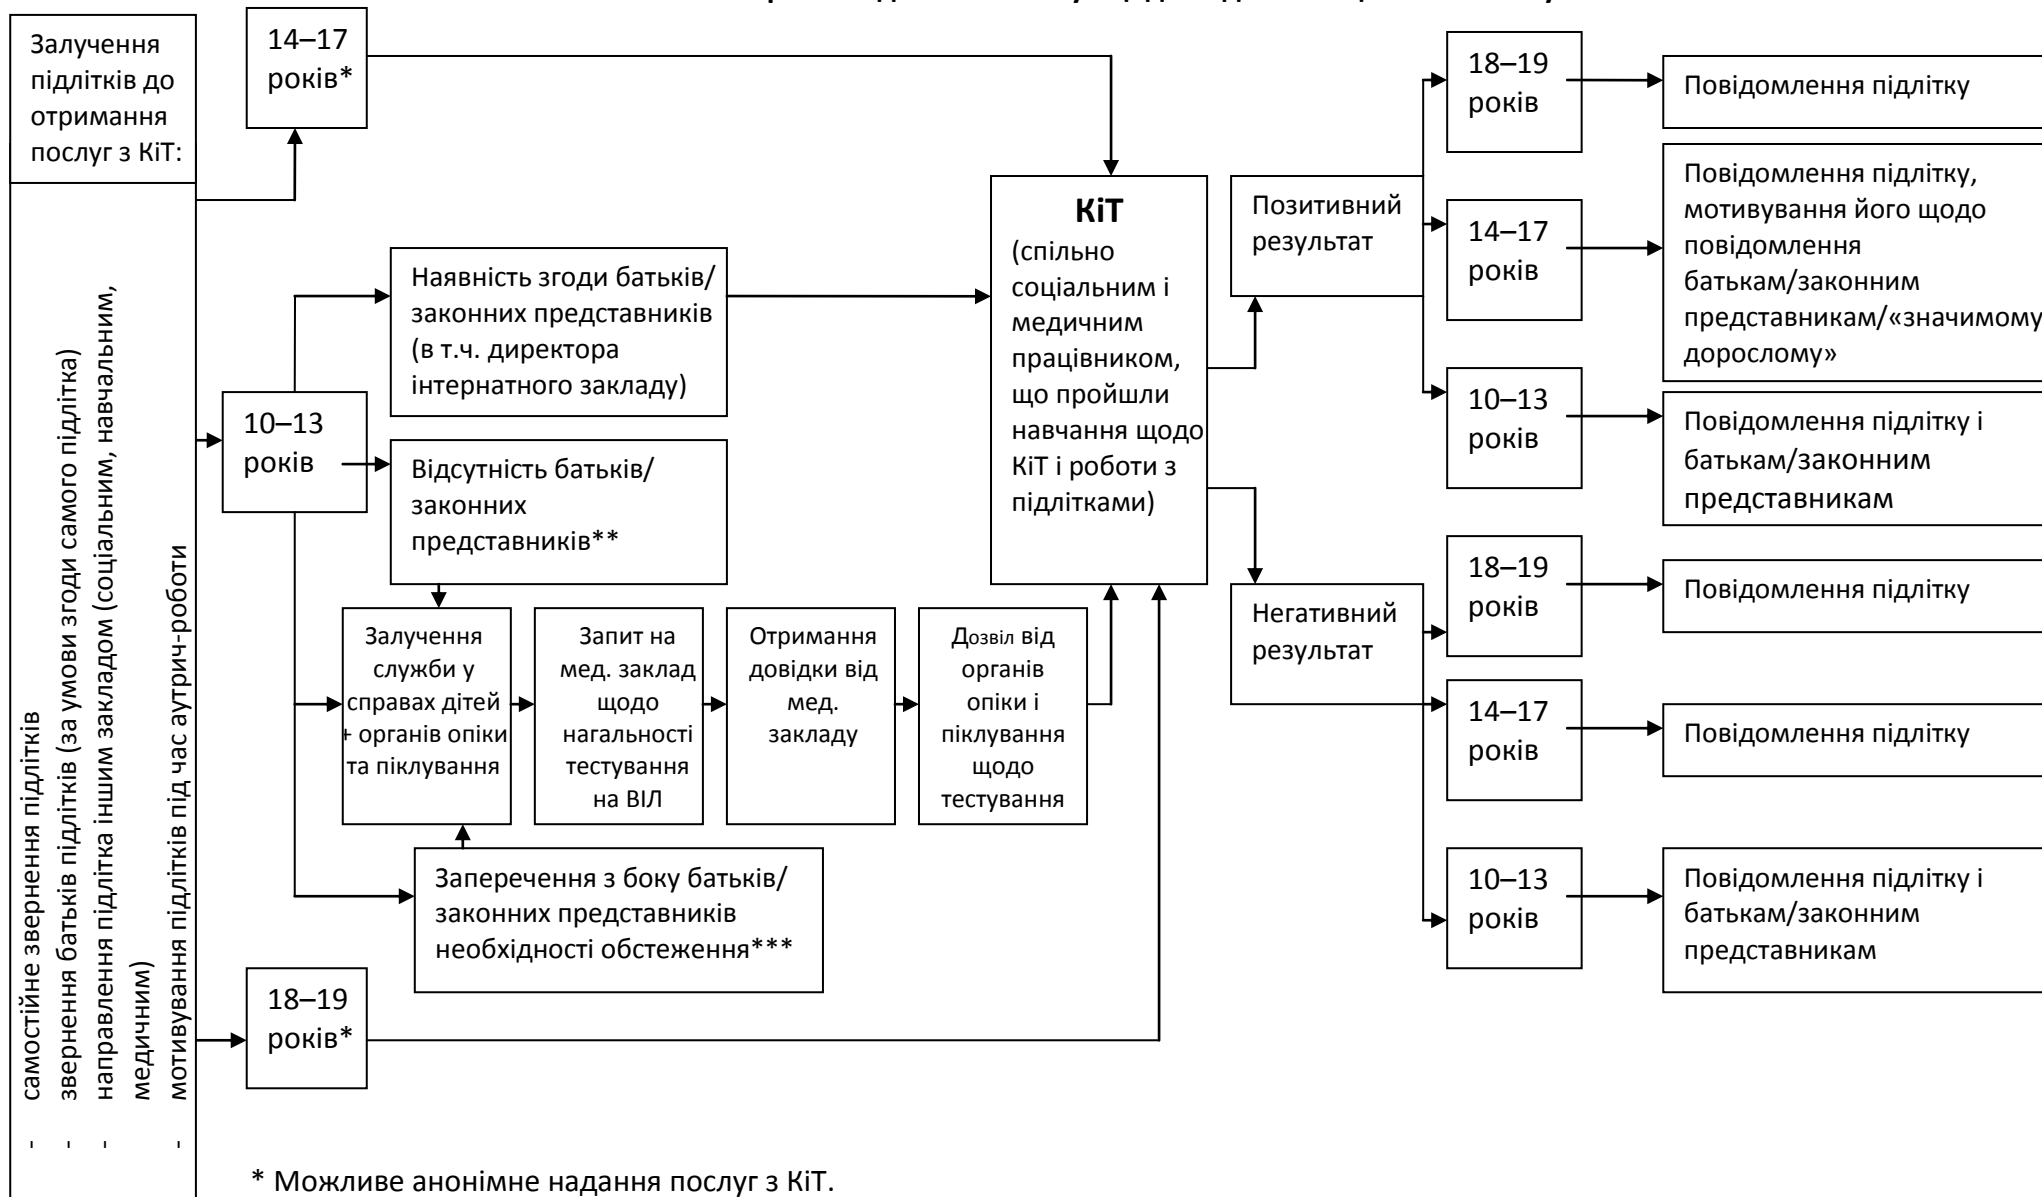 Залучення
підлітків до
отримання
послуг з КіТ:
- самостійне звернення підлітків
- звернення батьків підлітків (за умови згоди самого підлітка)
- направлення підлітка іншим закладом (соціальним, навчальним,
медичним)
- мотивування підлітків під час аутрич-роботи
14–17
років*
10–13
років
18–19
років*
Наявність згоди батьків/
законних представників
(в т.ч. директора
інтернатного закладу)
Відсутність батьків/
законних
представників**
Залучення
служби у
справах дітей
+ органів опіки
та піклування
Запит на
мед. заклад
щодо
нагальності
тестування
на ВІЛ
Отримання
довідки від
мед.
закладу
Дозвіл від
органів
опіки і
піклування
щодо
тестування
Заперечення з боку батьків/
законних представників
необхідності обстеження***
КіТ
(спільно
соціальним і
медичним
працівником,
що пройшли
навчання щодо
КіТ і роботи з
підлітками)
Позитивний
результат
18–19
років
Повідомлення підлітку
14–17
років
Повідомлення підлітку,
мотивування його щодо
повідомлення
батькам/законним
представникам/«значимому
дорослому»
10–13
років
Повідомлення підлітку і
батькам/законним
представникам
Негативний
результат
18–19
років
Повідомлення підлітку
14–17
років
Повідомлення підлітку
10–13
років
Повідомлення підлітку і
батькам/законним
представникам
* Можливе анонімне надання послуг з КіТ.